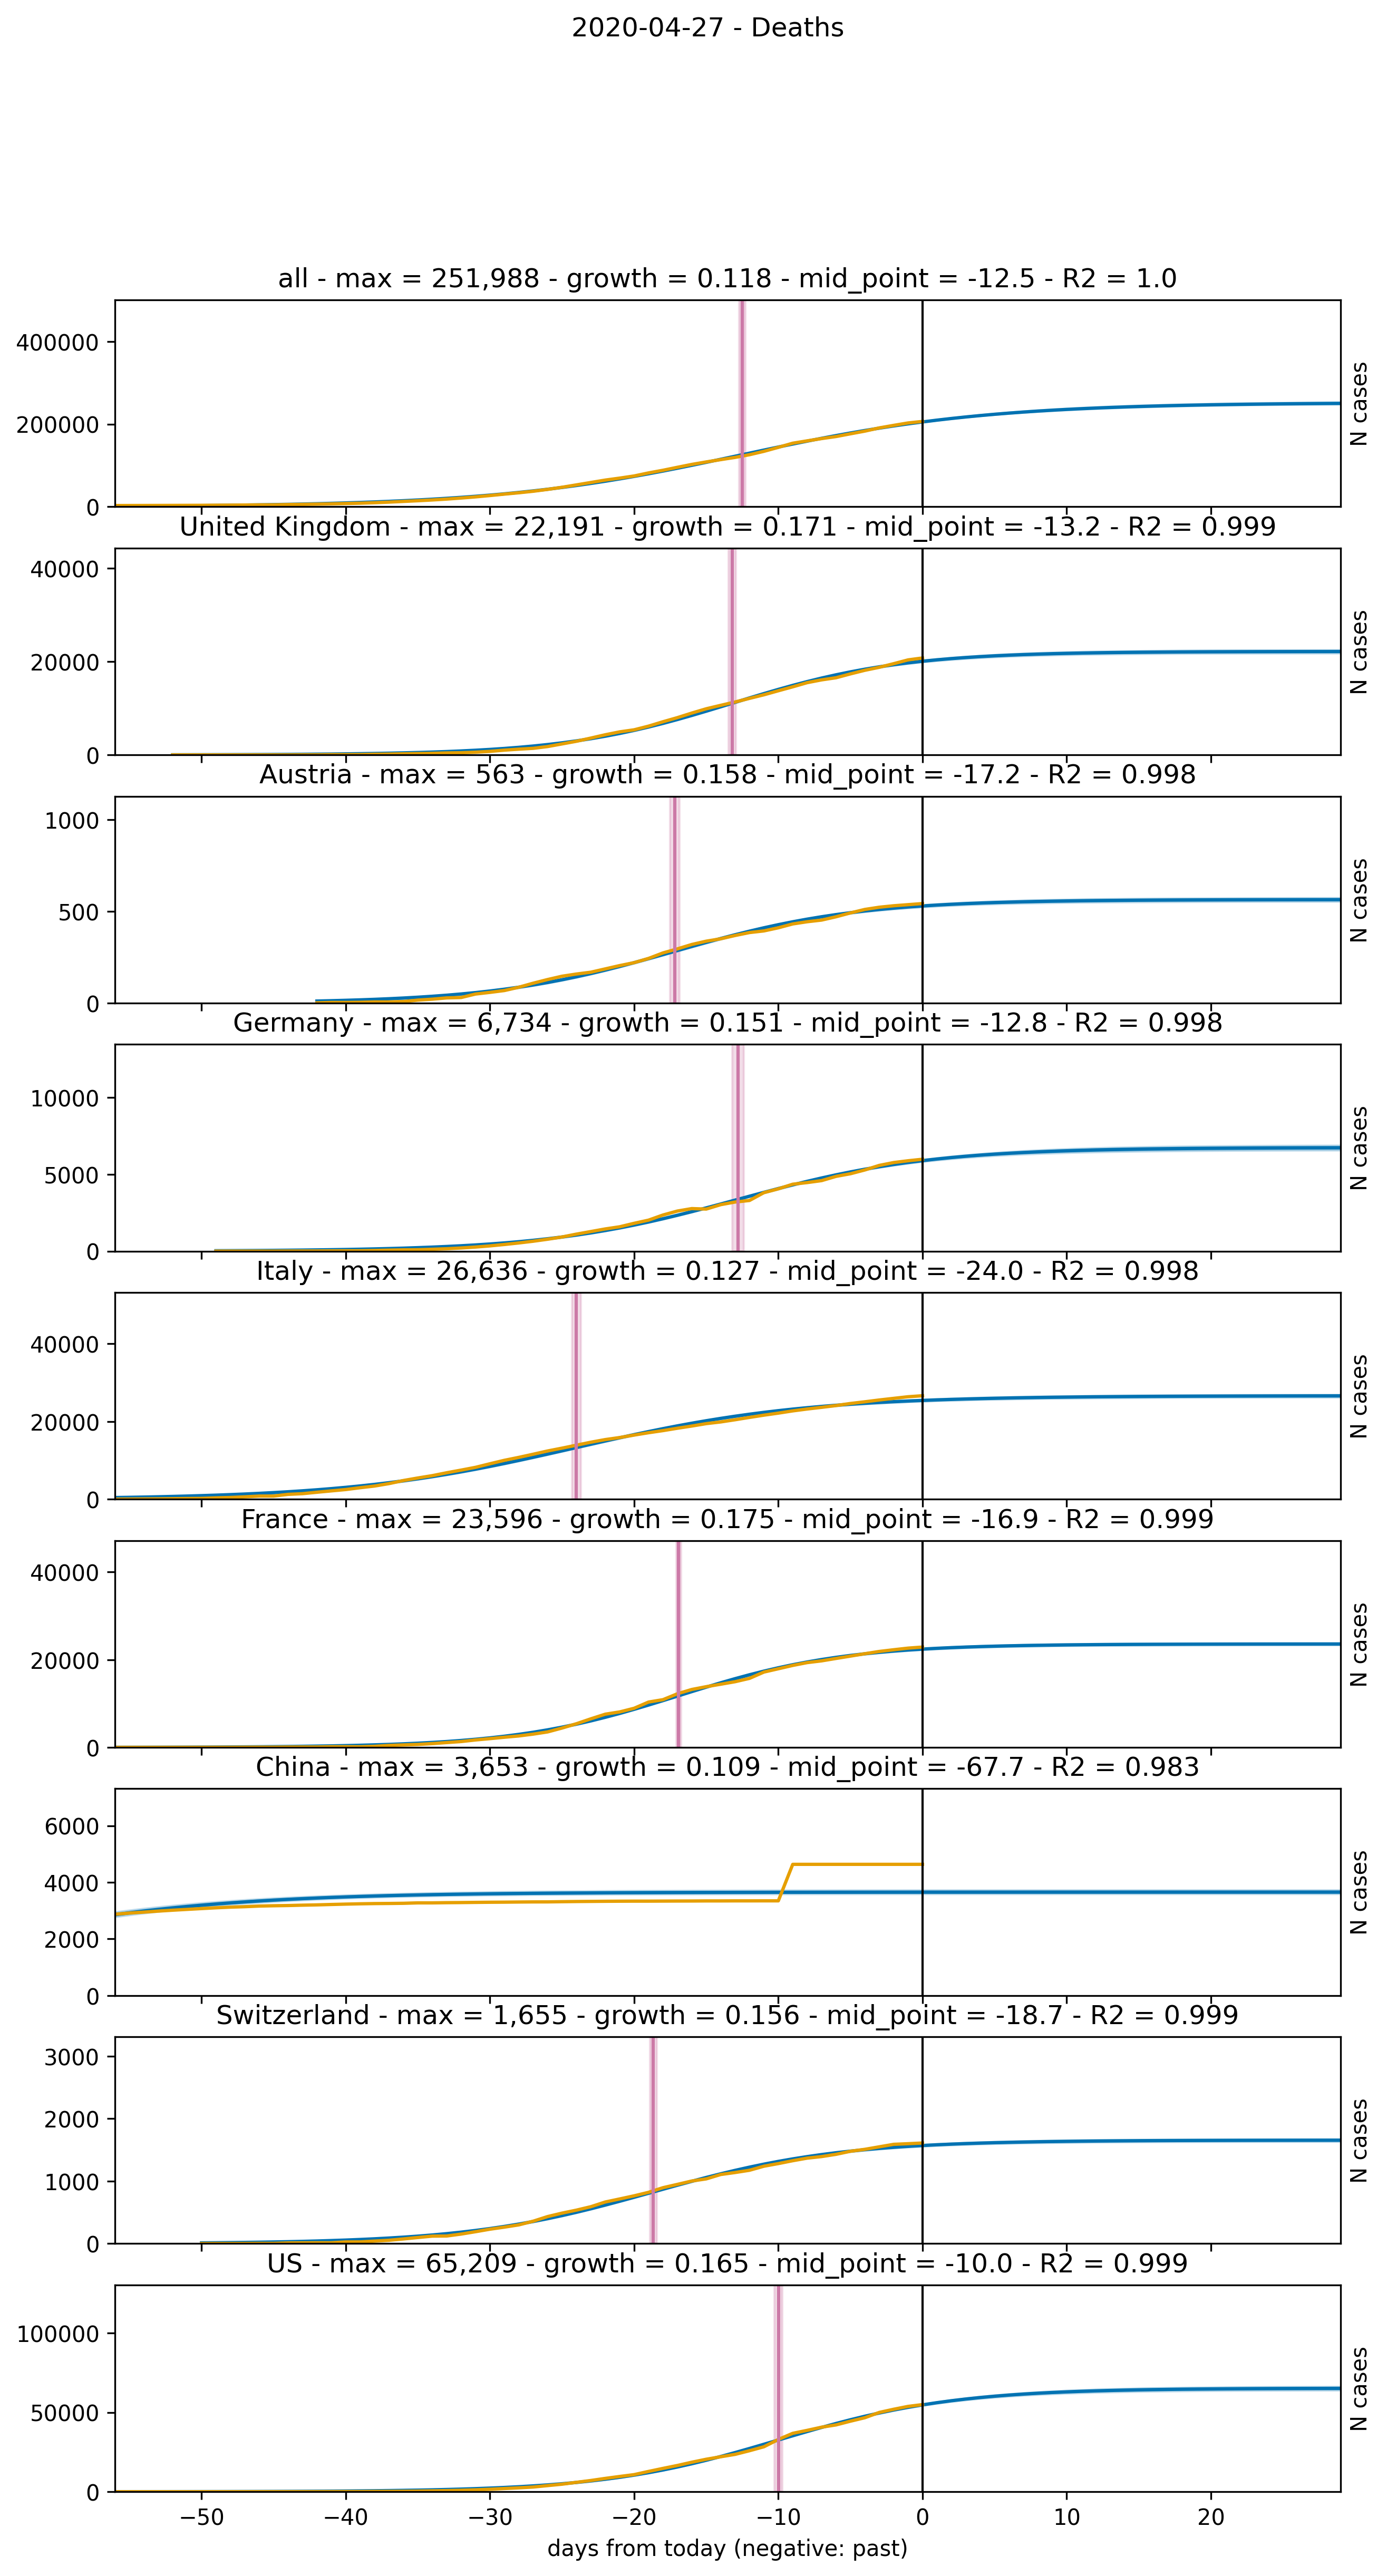 2020-04-27 - Deaths
all - max = 251,988 - growth = 0.118 - mid_point = -12.5 - R2 = 1.0
400000
200000
0
N cases
United Kingdom - max = 22,191 - growth = 0.171 - mid_point = -13.2 - R2 = 0.999
40000
20000
0
N cases
Austria - max = 563 - growth = 0.158 - mid_point = -17.2 - R2 = 0.998
1000
500
0
N cases
Germany - max = 6,734 - growth = 0.151 - mid_point = -12.8 - R2 = 0.998
10000
5000
0
N cases
Italy - max = 26,636 - growth = 0.127 - mid_point = -24.0 - R2 = 0.998
40000
20000
0
N cases
France - max = 23,596 - growth = 0.175 - mid_point = -16.9 - R2 = 0.999
40000
20000
0
N cases
China - max = 3,653 - growth = 0.109 - mid_point = -67.7 - R2 = 0.983
6000
4000
2000
0
N cases
Switzerland - max = 1,655 - growth = 0.156 - mid_point = -18.7 - R2 = 0.999
3000
2000
1000
0
N cases
US - max = 65,209 - growth = 0.165 - mid_point = -10.0 - R2 = 0.999
100000
50000
0
N cases
−50 −40 −30 −20 −10 0 10 20
days from today (negative: past)